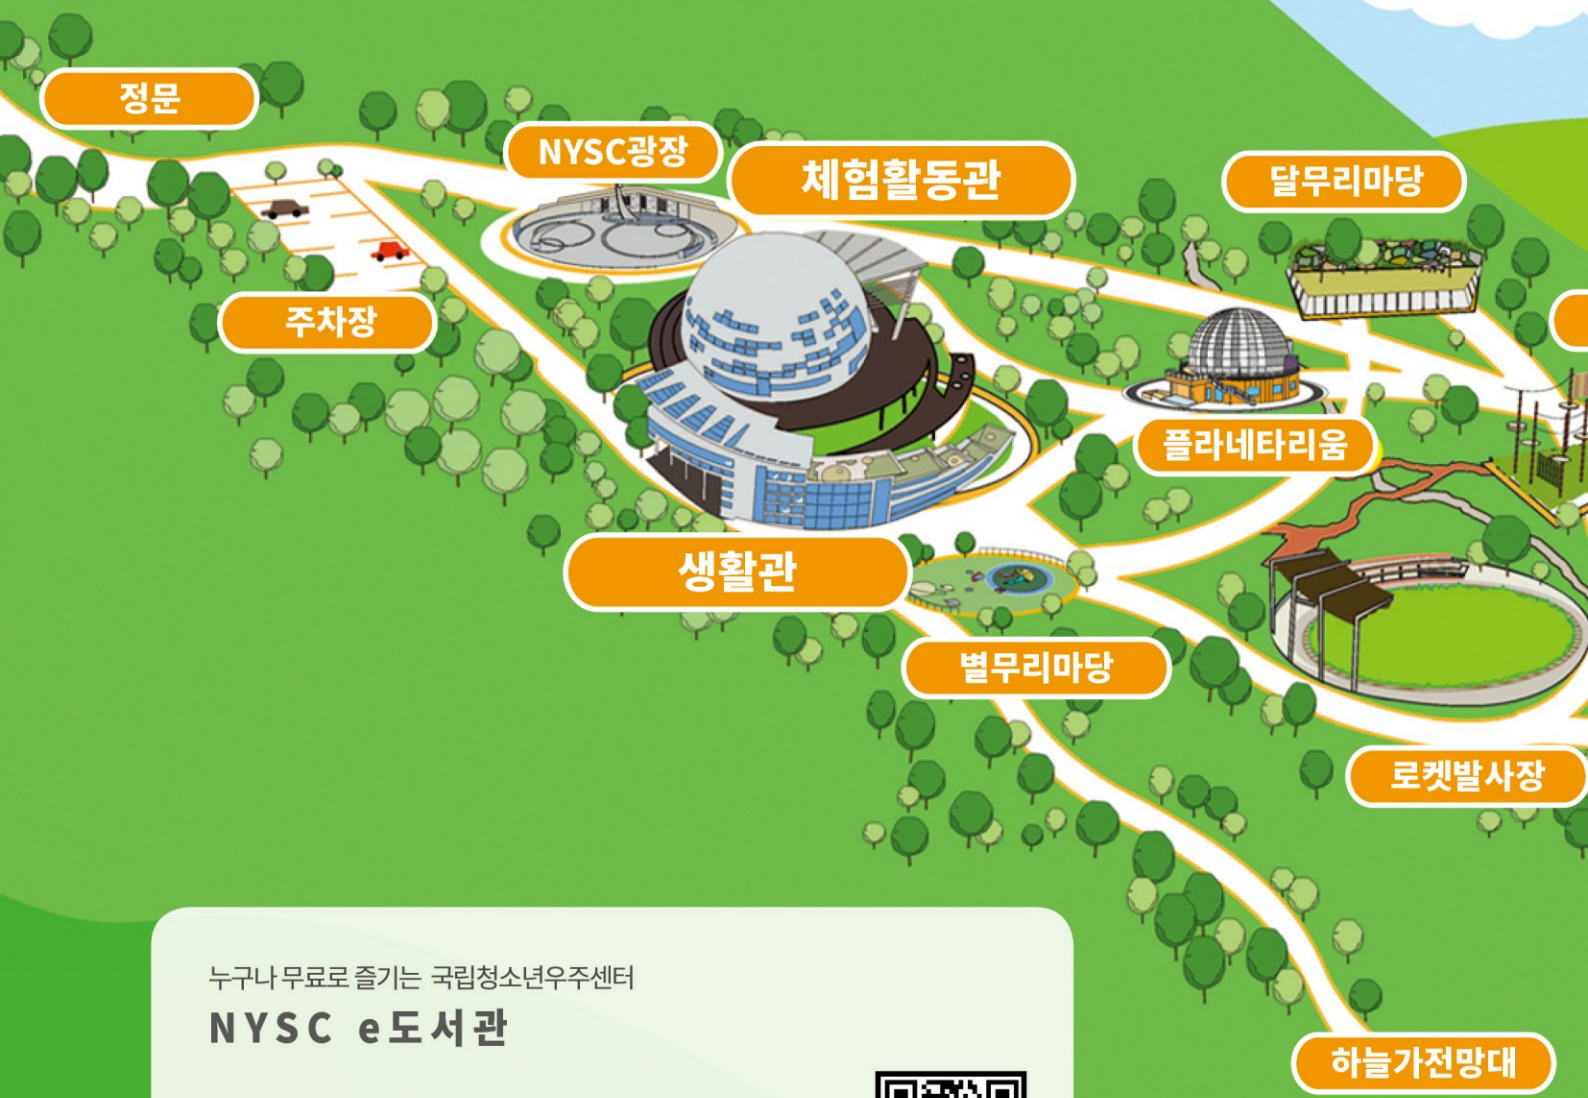 정문
NYSC광장
체험활동관
달무리마당
주차장
플라네타리움
생활관
별무리마당
로켓발사장
하늘가전망대
누구나 무료로 즐기는 국립청소년우주센터
NYSC e도서관